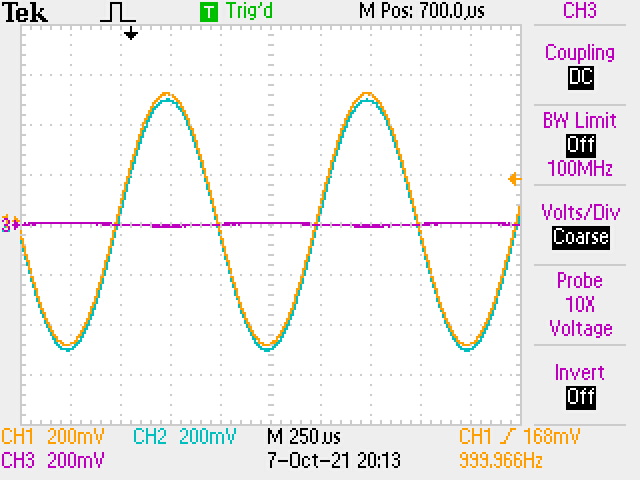 Tek T Trig'd M Pos: 700.0µs CH3
Coupling
DC
BW Limit
Off
100MHz
Volts/Div
Coarse
Probe
10X
Voltage
Invert
Off
3
CH1 200mV CH2 200mV M 250µs CH1 168mV
CH3 200mV 7-Oct-21 20:13 999.966Hz